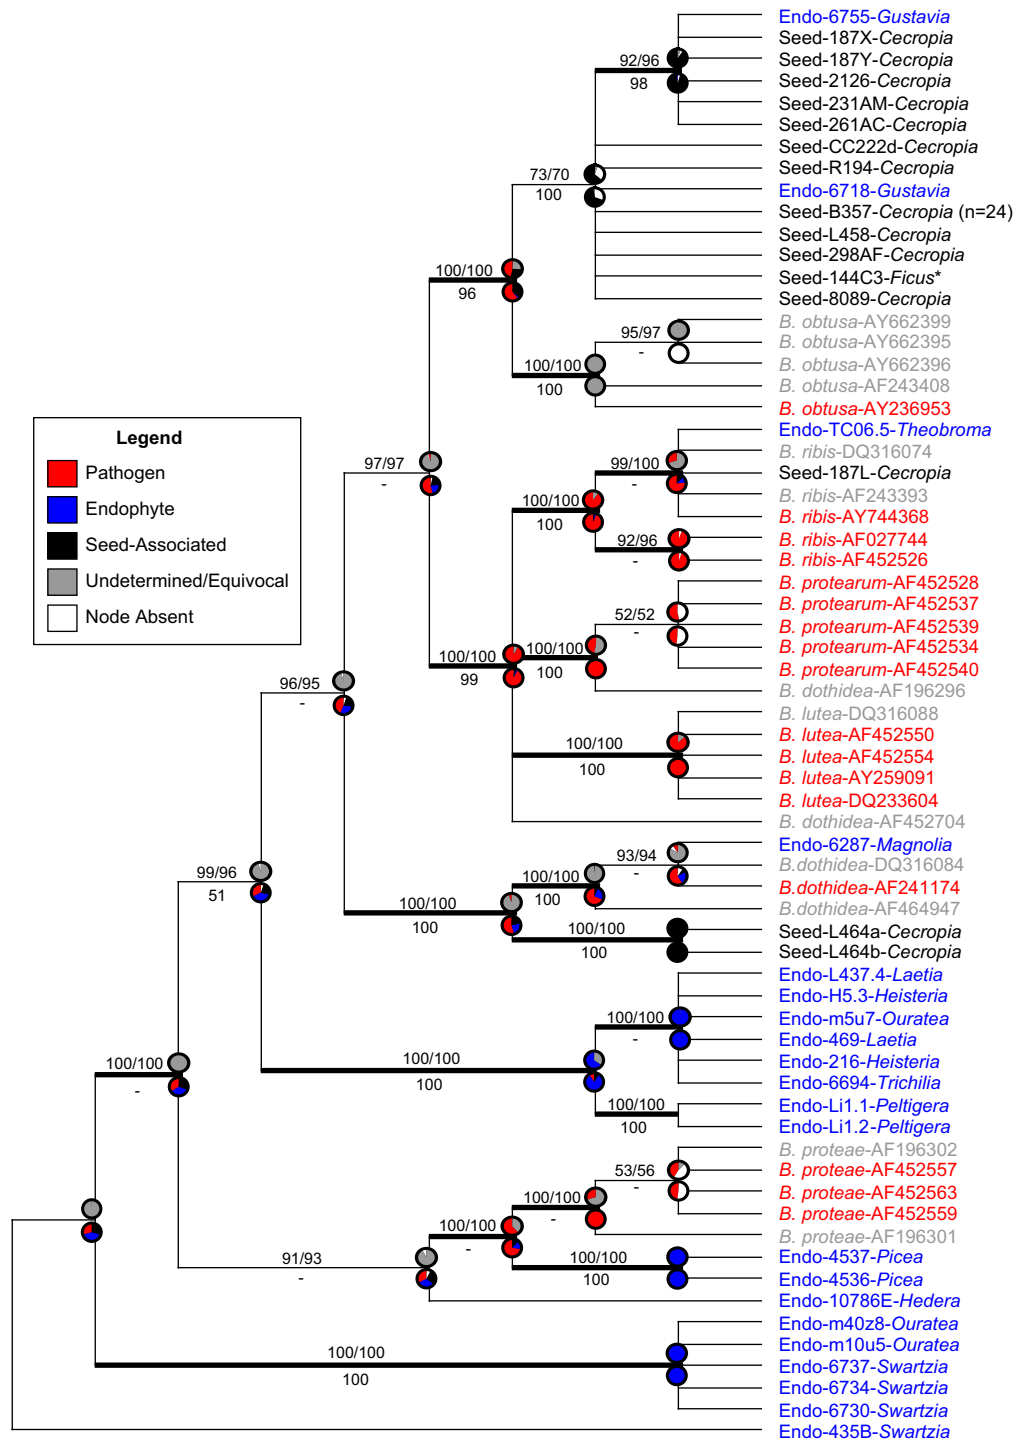 Endo-6755-Gustavia
Seed-187X-Cecropia
92/96
Seed-187Y-Cecropia
98
Seed-2126-Cecropia
Seed-231AM-Cecropia
Seed-261AC-Cecropia
Seed-CC222d-Cecropia
73/70
Seed-R194-Cecropia
100
Endo-6718-Gustavia
Seed-B357-Cecropia (n=24)
Seed-L458-Cecropia
Seed-298AF-Cecropia
100/100
Seed-144C3-Ficus*
96
Seed-8089-Cecropia
B. obtusa-AY662399
95/97
B. obtusa-AY662395
-
B. obtusa-AY662396
100/100
B. obtusa-AF243408
100
B. obtusa-AY236953
Legend
Pathogen
Endophyte
Seed-Associated
Undetermined/Equivocal
Node Absent
Endo-TC06.5-Theobroma
B. ribis-DQ316074
97/97
-
99/100
Seed-187L-Cecropia
-
B. ribis-AF243393
100/100
B. ribis-AY744368
100
92/96
B. ribis-AF027744
-
B. ribis-AF452526
B. protearum-AF452528
B. protearum-AF452537
52/52
B. protearum-AF452539
-
B. protearum-AF452534
100/100
99
100/100
100
B. protearum-AF452540
B. dothidea-AF196296
96/95
-
B. lutea-DQ316088
B. lutea-AF452550
100/100
B. lutea-AF452554
100
B. lutea-AY259091
B. lutea-DQ233604
B. dothidea-AF452704
Endo-6287-Magnolia
93/94
B.dothidea-DQ316084
-
99/96
51
100/100
B.dothidea-AF241174
100
B.dothidea-AF464947
100/100
100
100/100
Seed-L464a-Cecropia
100
Seed-L464b-Cecropia
Endo-L437.4-Laetia
Endo-H5.3-Heisteria
100/100
Endo-m5u7-Ouratea
-
Endo-469-Laetia
100/100
100
Endo-216-Heisteria
100/100
-
Endo-6694-Trichilia
100/100
Endo-Li1.1-Peltigera
100
Endo-Li1.2-Peltigera
B. proteae-AF196302
53/56
B. proteae-AF452557
-
B. proteae-AF452563
100/100
B. proteae-AF452559
-
100/100
B. proteae-AF196301
-
91/93
-
100/100
Endo-4537-Picea
100
Endo-4536-Picea
Endo-10786E-Hedera
Endo-m40z8-Ouratea
Endo-m10u5-Ouratea
100/100
Endo-6737-Swartzia
100
Endo-6734-Swartzia
Endo-6730-Swartzia
Endo-435B-Swartzia